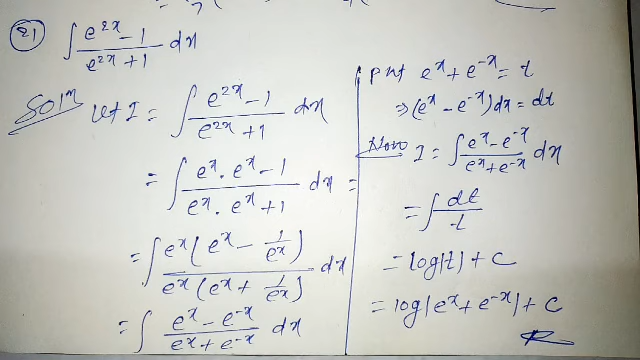 21) ∫ (e^{2x} - 1)/(e^{2x} + 1) dx
Solⁿ Let I = ∫ (e^{2x} - 1)/(e^{2x} + 1) dx
= ∫ (e^x . e^x - 1)/(e^x . e^x + 1) dx =
= ∫ e^x (e^x - 1/e^x)/e^x (e^x + 1/e^x) dx
= ∫ (e^x - e^{-x})/(e^x + e^{-x}) dx
Put e^x + e^{-x} = t
⇒ (e^x - e^{-x}) dx = dt
Now I = ∫ (e^x - e^{-x})/(e^x + e^{-x}) dx
= ∫ dt/t
= log|t| + C
= log|e^x + e^{-x}| + C